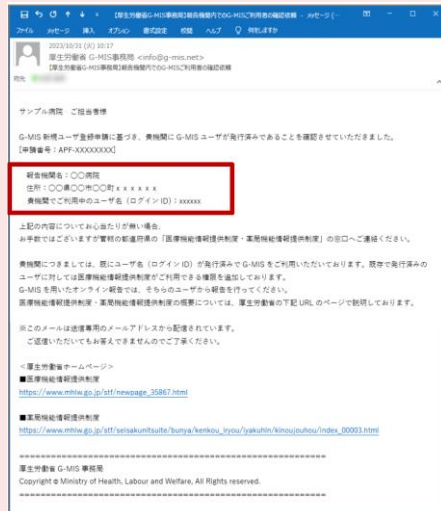 【厚生労働省G-MIS事務局】報告機関内でのG-MISご利用者の確認依頼 - メッセージ (-
ファイル メッセージ 挿入 オプション 書式設定 校閲 ヘルプ 何をしますか
2023/10/31 (火) 10:17
厚生労働省 G-MIS事務局 <info@g-mis.net>
【厚生労働省G-MIS事務局】報告機関内でのG-MISご利用者の確認依頼
宛先
サンプル病院 ご担当者様
G-MIS 新規ユーザ登録申請に基づき、貴機関に G-MIS ユーザが発行済みであることを確認させていただきました。
[申請番号：APF-XXXXXXXX]
報告機関名：〇〇病院
住所：〇〇県〇〇市〇〇町ｘｘｘｘｘｘ
貴機関でご利用中のユーザ名（ログイン ID）：xxxxxx
上記の内容についてお心当たりが無い場合、
お手数ではございますが管轄の都道府県の「医療機能情報提供制度・薬局機能情報提供制度」の窓口へご連絡ください。
貴機関につきましては、既にユーザ名（ログイン ID）が発行済みで G-MIS をご利用いただいております。既存で発行済みの
ユーザに対しては医療機能情報提供制度がご利用できる権限を追加しております。
G-MIS を用いたオンライン報告では、そちらのユーザから報告を行ってください。
医療機能情報提供制度・薬局機能情報提供制度の概要については、厚生労働省の下記 URL のページで説明しております。
※このメールは送信専用のメールアドレスから配信されています。
ご返信いただいてもお答えできませんのでご了承ください。
＜厚生労働省ホームページ＞
■医療機能情報提供制度
https://www.mhlw.go.jp/stf/newpage_35867.html
■薬局機能情報提供制度
https://www.mhlw.go.jp/stf/seisakunitsuite/bunya/kenkou_iryou/iyakuhin/kinoujouhou/index_00003.html
==========================================================
厚生労働省 G-MIS 事務局
Copyright © Ministry of Health, Labour and Welfare, All Rights reserved.
==========================================================